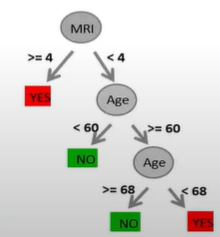 MRI
>= 4 < 4
YES Age
< 60 >= 60
NO Age
>= 68 < 68
NO YES